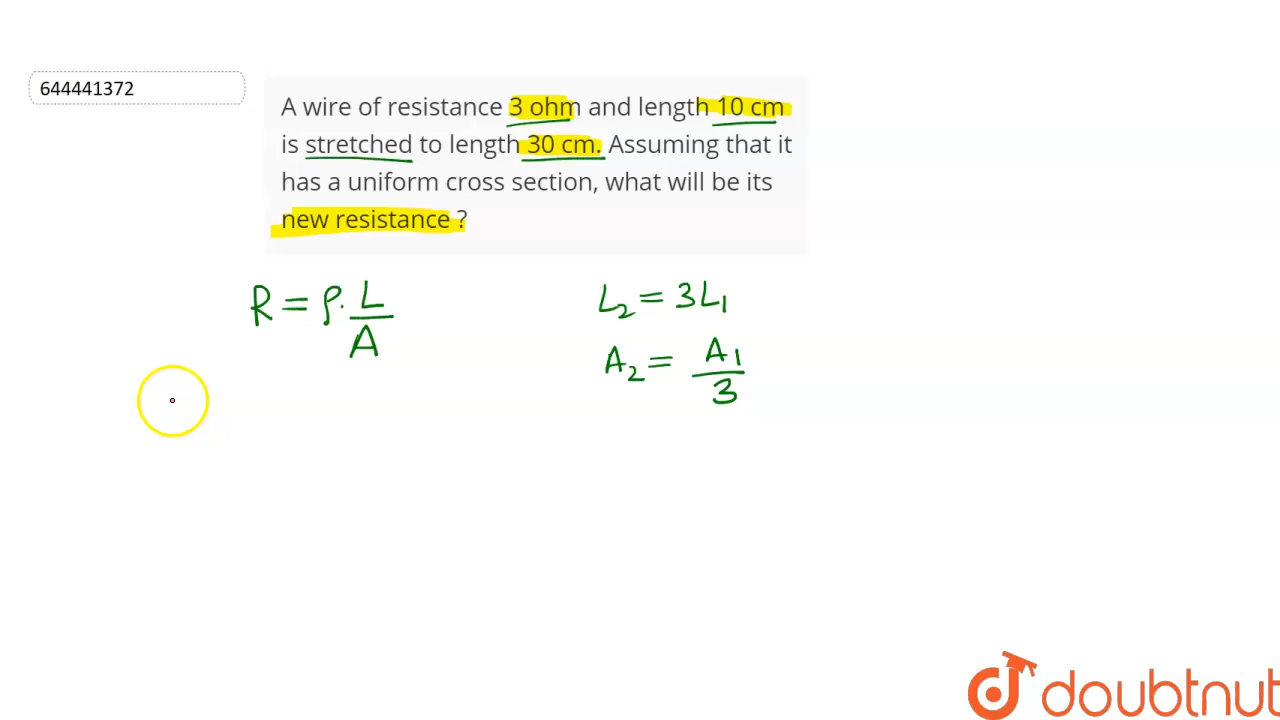 644441372
A wire of resistance 3 ohm and length 10 cm
is stretched to length 30 cm. Assuming that it
has a uniform cross section, what will be its
new resistance ?
R = ρ. L/A
L₂ = 3L₁
A₂ = A₁/3
doubtnut